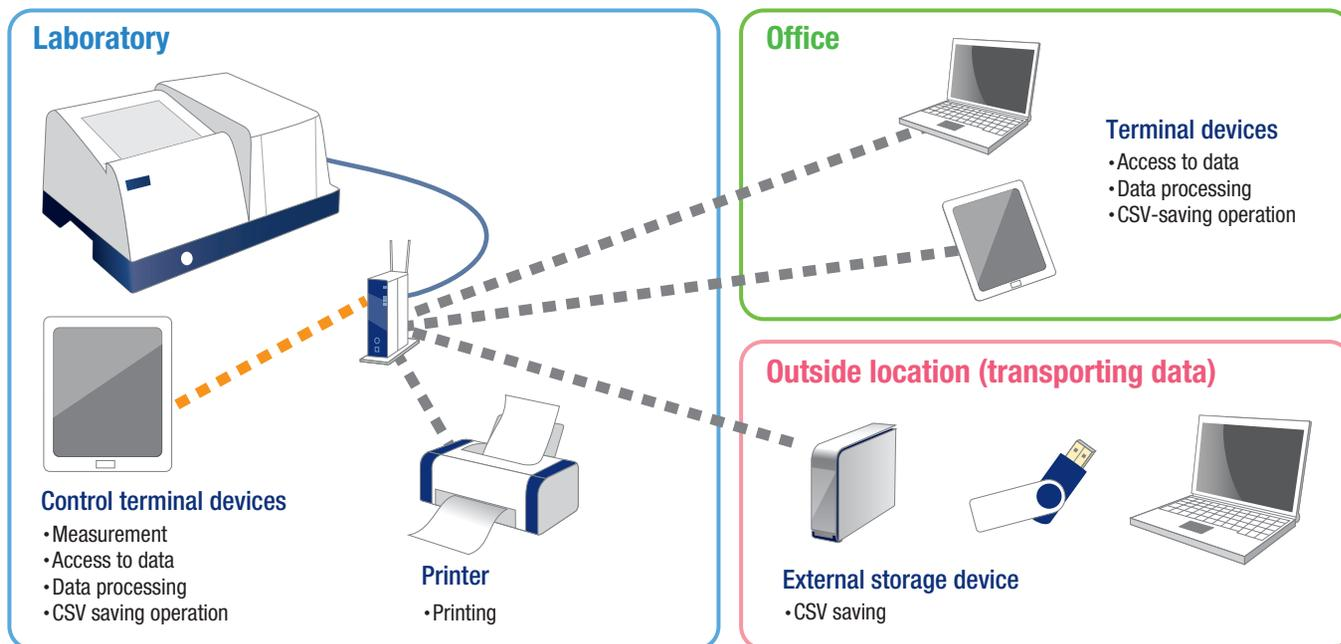 Laboratory
Control terminal devices
•Measurement
•Access to data
•Data processing
•CSV saving operation
Printer
•Printing
Office
Terminal devices
•Access to data
•Data processing
•CSV-saving operation
Outside location (transporting data)
External storage device
•CSV saving